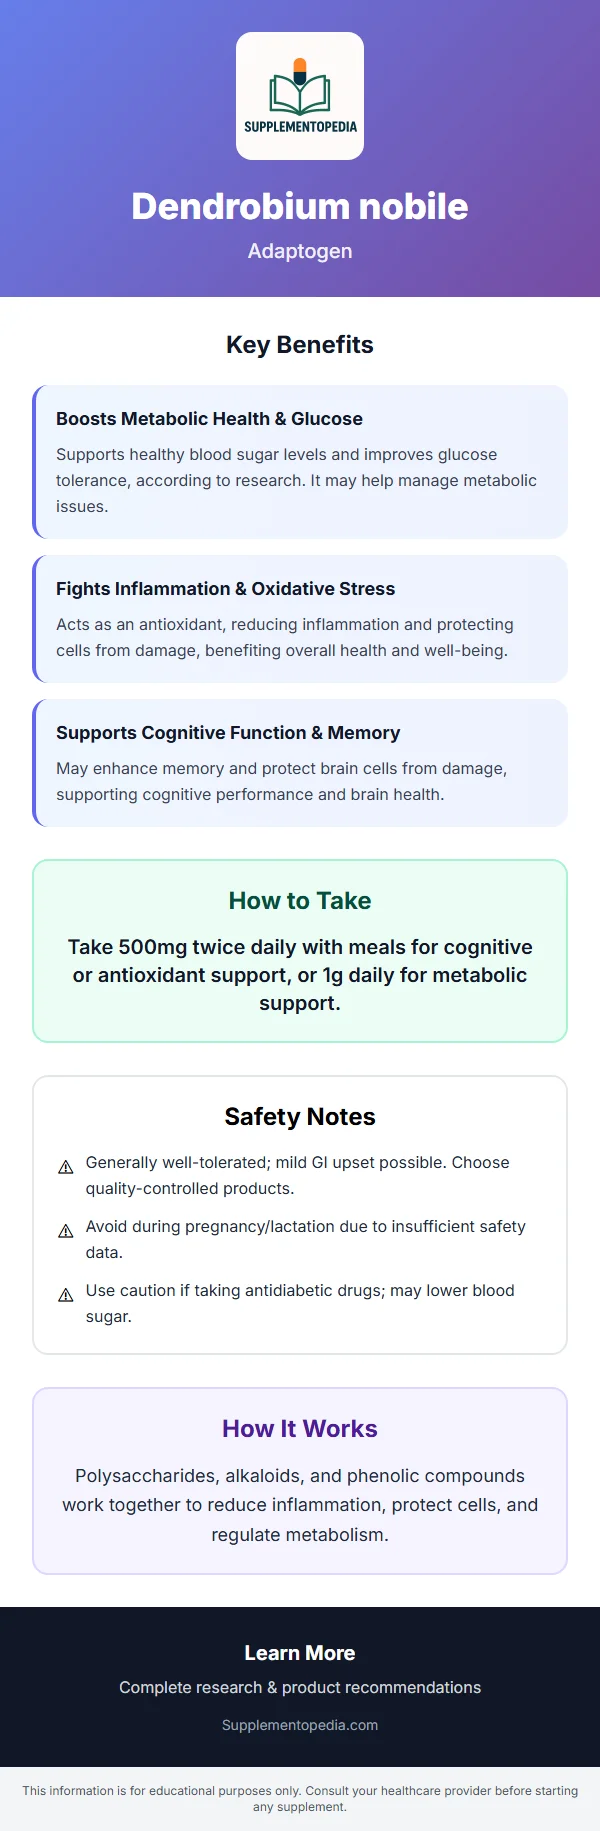 SUPPLEMENTOPEDIA
Dendrobium nobile
Adaptogen
Key Benefits
Boosts Metabolic Health & Glucose
Supports healthy blood sugar levels and improves glucose
tolerance, according to research. It may help manage metabolic
issues.
Fights Inflammation & Oxidative Stress
Acts as an antioxidant, reducing inflammation and protecting
cells from damage, benefiting overall health and well-being.
Supports Cognitive Function & Memory
May enhance memory and protect brain cells from damage,
supporting cognitive performance and brain health.
How to Take
Take 500mg twice daily with meals for cognitive
or antioxidant support, or 1g daily for metabolic
support.
Safety Notes
Generally well-tolerated; mild GI upset possible. Choose
quality-controlled products.
Avoid during pregnancy/lactation due to insufficient safety
data.
Use caution if taking antidiabetic drugs; may lower blood
sugar.
How It Works
Polysaccharides, alkaloids, and phenolic compounds
work together to reduce inflammation, protect cells, and
regulate metabolism.
Learn More
Complete research & product recommendations
Supplementopedia.com
This information is for educational purposes only. Consult your healthcare provider before starting
any supplement.